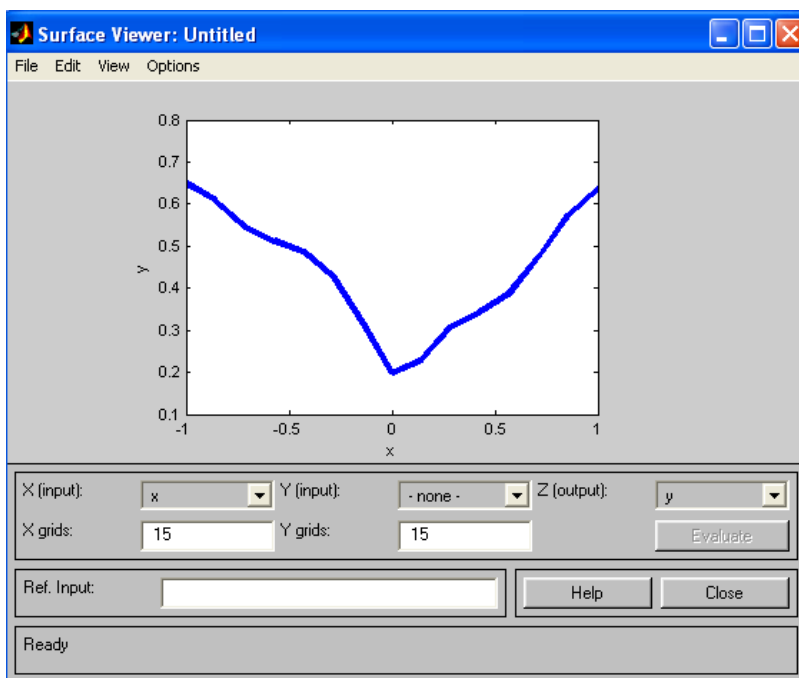 Surface Viewer: Untitled
File Edit View Options
0.8
0.7
0.6
0.5
0.4
0.3
0.2
0.1
y
-1 -0.5 0 0.5 1
x
X (input): x Y (input): - none - Z (output): y
X grids: 15 Y grids: 15 Evaluate
Ref. Input: Help Close
Ready